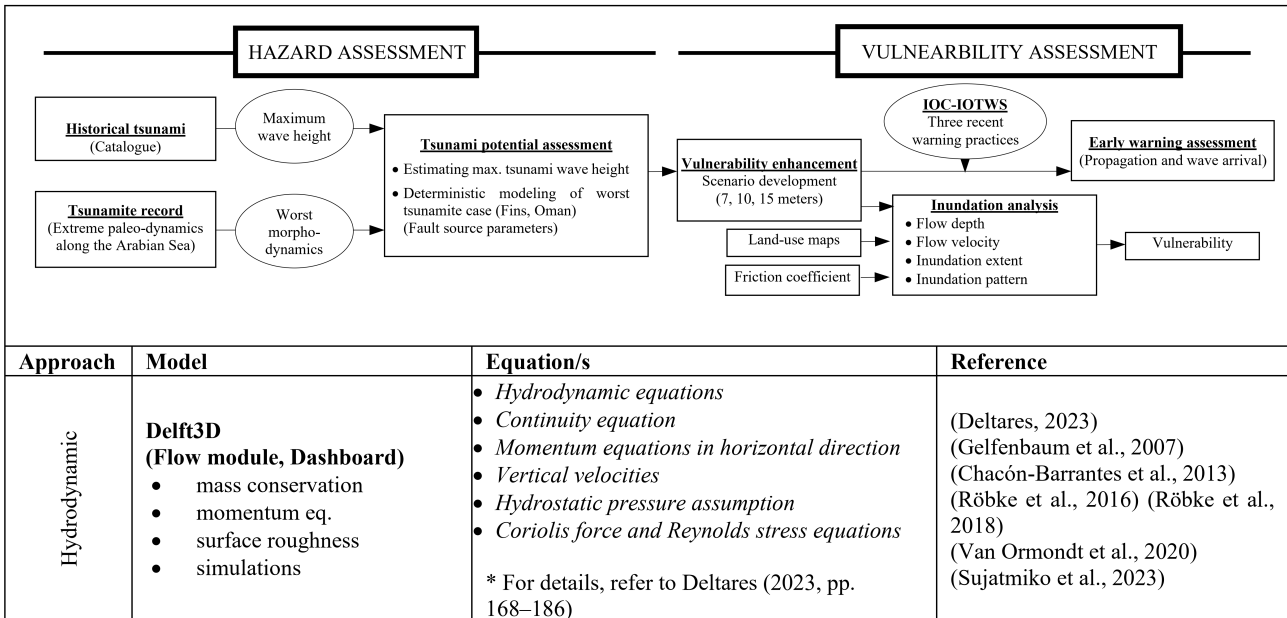 HAZARD ASSESSMENT
VULNEARBILITY ASSESSMENT
Historical tsunami
(Catalogue)
Maximum
wave height
Tsunamite record
(Extreme paleo-dynamics
along the Arabian Sea)
Worst
morpho-
dynamics
Tsunami potential assessment
• Estimating max. tsunami wave height
• Deterministic modeling of worst
tsunamite case (Fins, Oman)
(Fault source parameters)
Vulnerability enhancement
Scenario development
(7, 10, 15 meters)
IOC-IOTWS
Three recent
warning practices
Early warning assessment
(Propagation and wave arrival)
Land-use maps
Friction coefficient
Inundation analysis
• Flow depth
• Flow velocity
• Inundation extent
• Inundation pattern
Vulnerability
Approach
Model
Equation/s
Reference
Hydrodynamic
Delft3D
(Flow module, Dashboard)
• mass conservation
• momentum eq.
• surface roughness
• simulations
• Hydrodynamic equations
• Continuity equation
• Momentum equations in horizontal direction
• Vertical velocities
• Hydrostatic pressure assumption
• Coriolis force and Reynolds stress equations
* For details, refer to Deltares (2023, pp.
168–186)
(Deltares, 2023)
(Gelfenbaum et al., 2007)
(Chacón-Barrantes et al., 2013)
(Röbke et al., 2016) (Röbke et al.,
2018)
(Van Ormondt et al., 2020)
(Sujatmiko et al., 2023)